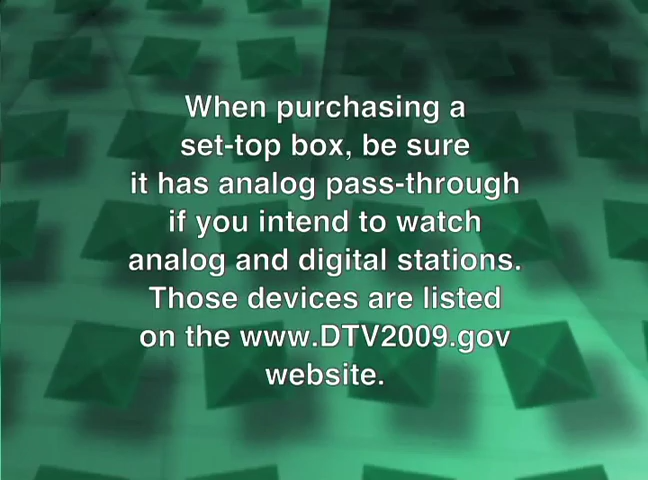 When purchasing a
set-top box, be sure
it has analog pass-through
if you intend to watch
analog and digital stations.
Those devices are listed
on the www.DTV2009.gov
website.